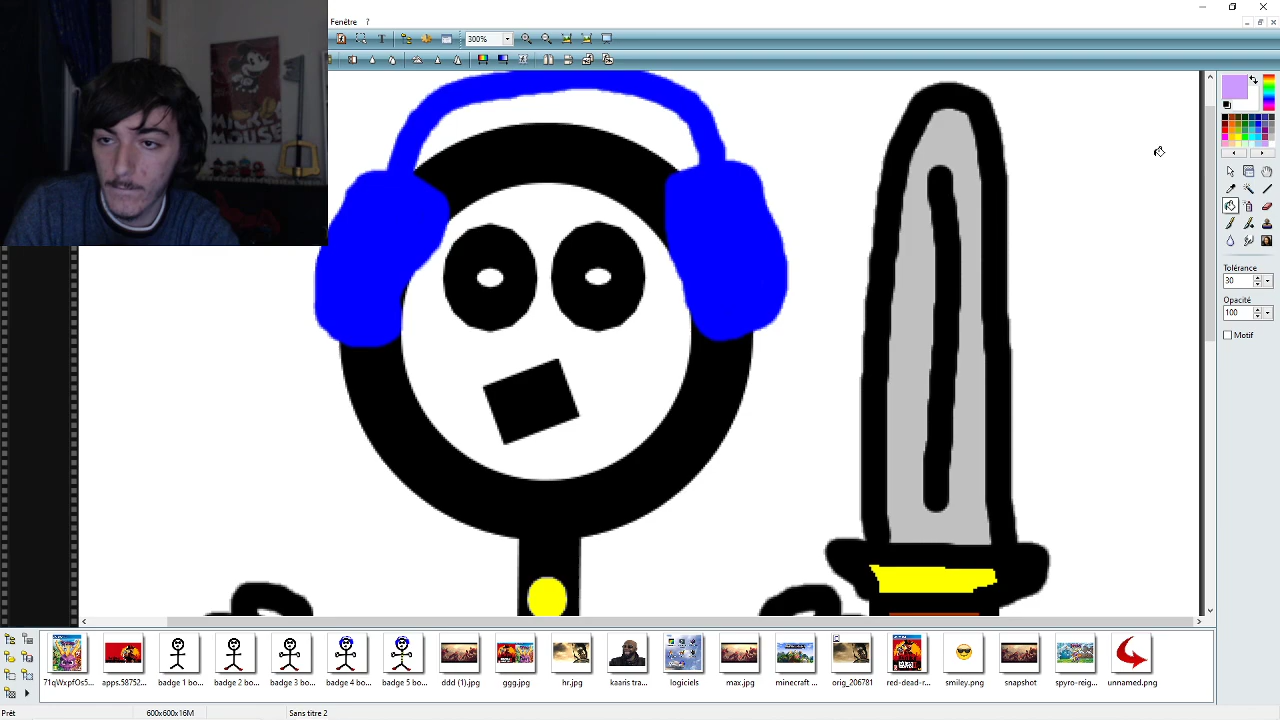 Fenêtre ?
300%
MICKEY
MOUSE
Tolérance
30
Opacité
100
Motif
71qWxpfOs5... apps.58752... badge 1 bo... badge 2 bo... badge 3 bo... badge 4 bo... badge 5 bo... ddd (1).jpg ggg.jpg hr.jpg kaaris tra... logiciels max.jpg minecraft ... orig_206781 red-dead-r... smiley.png snapshot spyro-reig... unnamed.png
Prêt 600x600x16M Sans titre 2